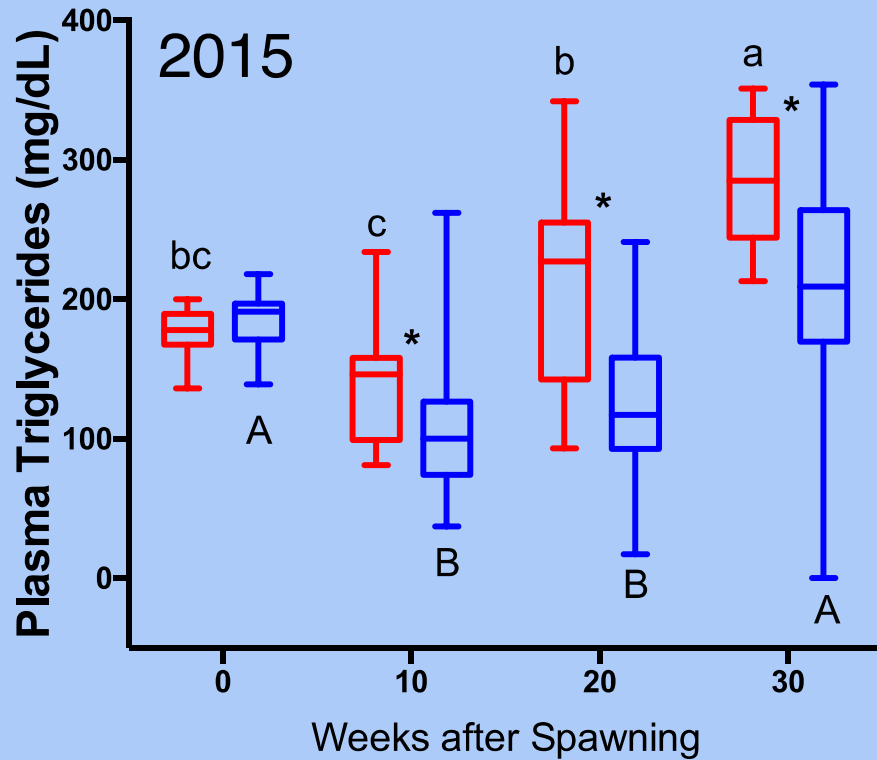 2015
Plasma Triglycerides (mg/dL)
400
300
200
100
0
bc
A
c
*
B
b
*
B
a
*
A
0 10 20 30
Weeks after Spawning